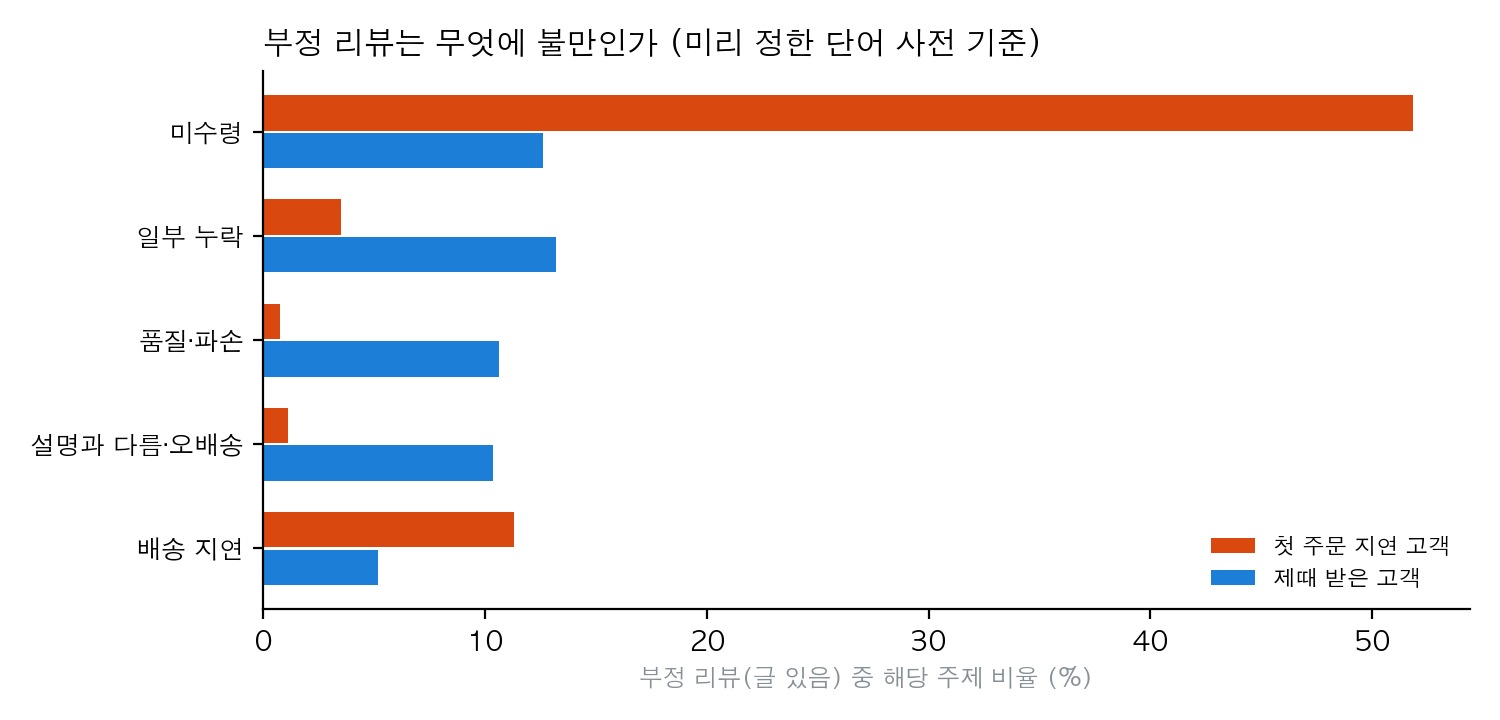 부정 리뷰는 무엇에 불만인가 (미리 정한 단어 사전 기준)
미수령
일부 누락
품질·파손
설명과 다름·오배송
배송 지연
첫 주문 지연 고객
제때 받은 고객
0 10 20 30 40 50
부정 리뷰(글 있음) 중 해당 주제 비율 (%)